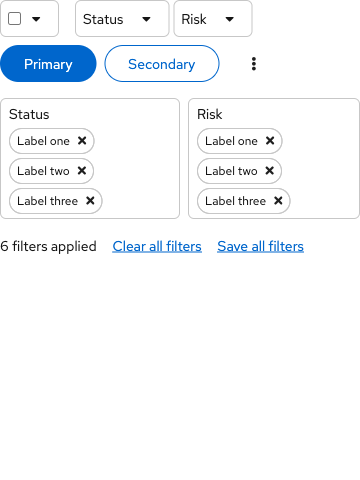 Status Risk
Primary Secondary
Status
Label one
Label two
Label three
Risk
Label one
Label two
Label three
6 filters applied Clear all filters Save all filters